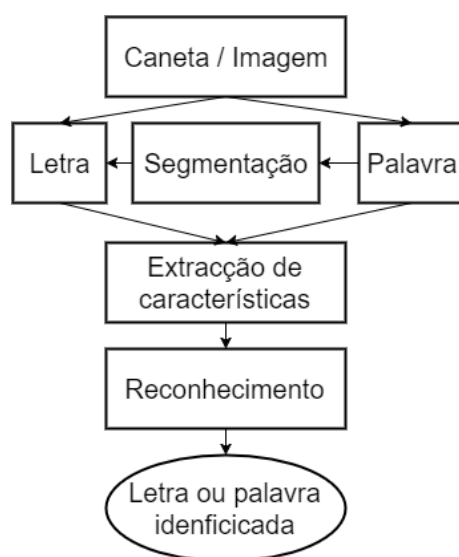 Caneta / Imagem
Letra
Segmentação
Palavra
Extracção de
características
Reconhecimento
Letra ou palavra
idenficicada